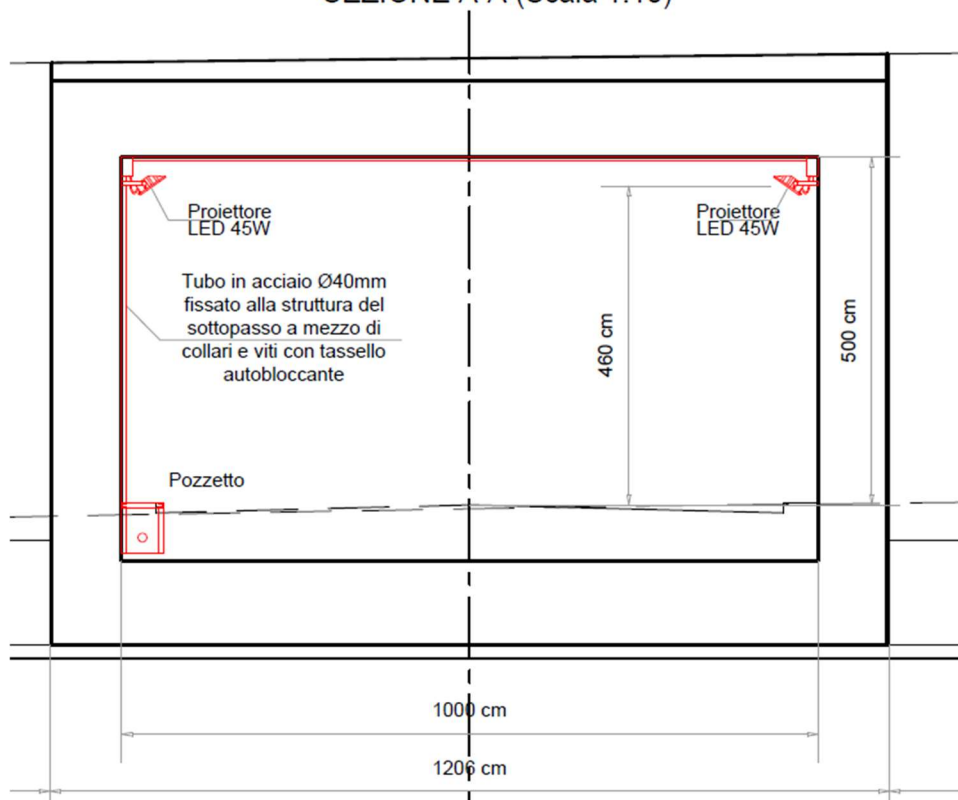 Proiettore
LED 45W
Proiettore
LED 45W
Tubo in acciaio Ø40mm
fissato alla struttura del
sottopasso a mezzo di
collari e viti con tassello
autobloccante
460 cm
500 cm
Pozzetto
1000 cm
1206 cm